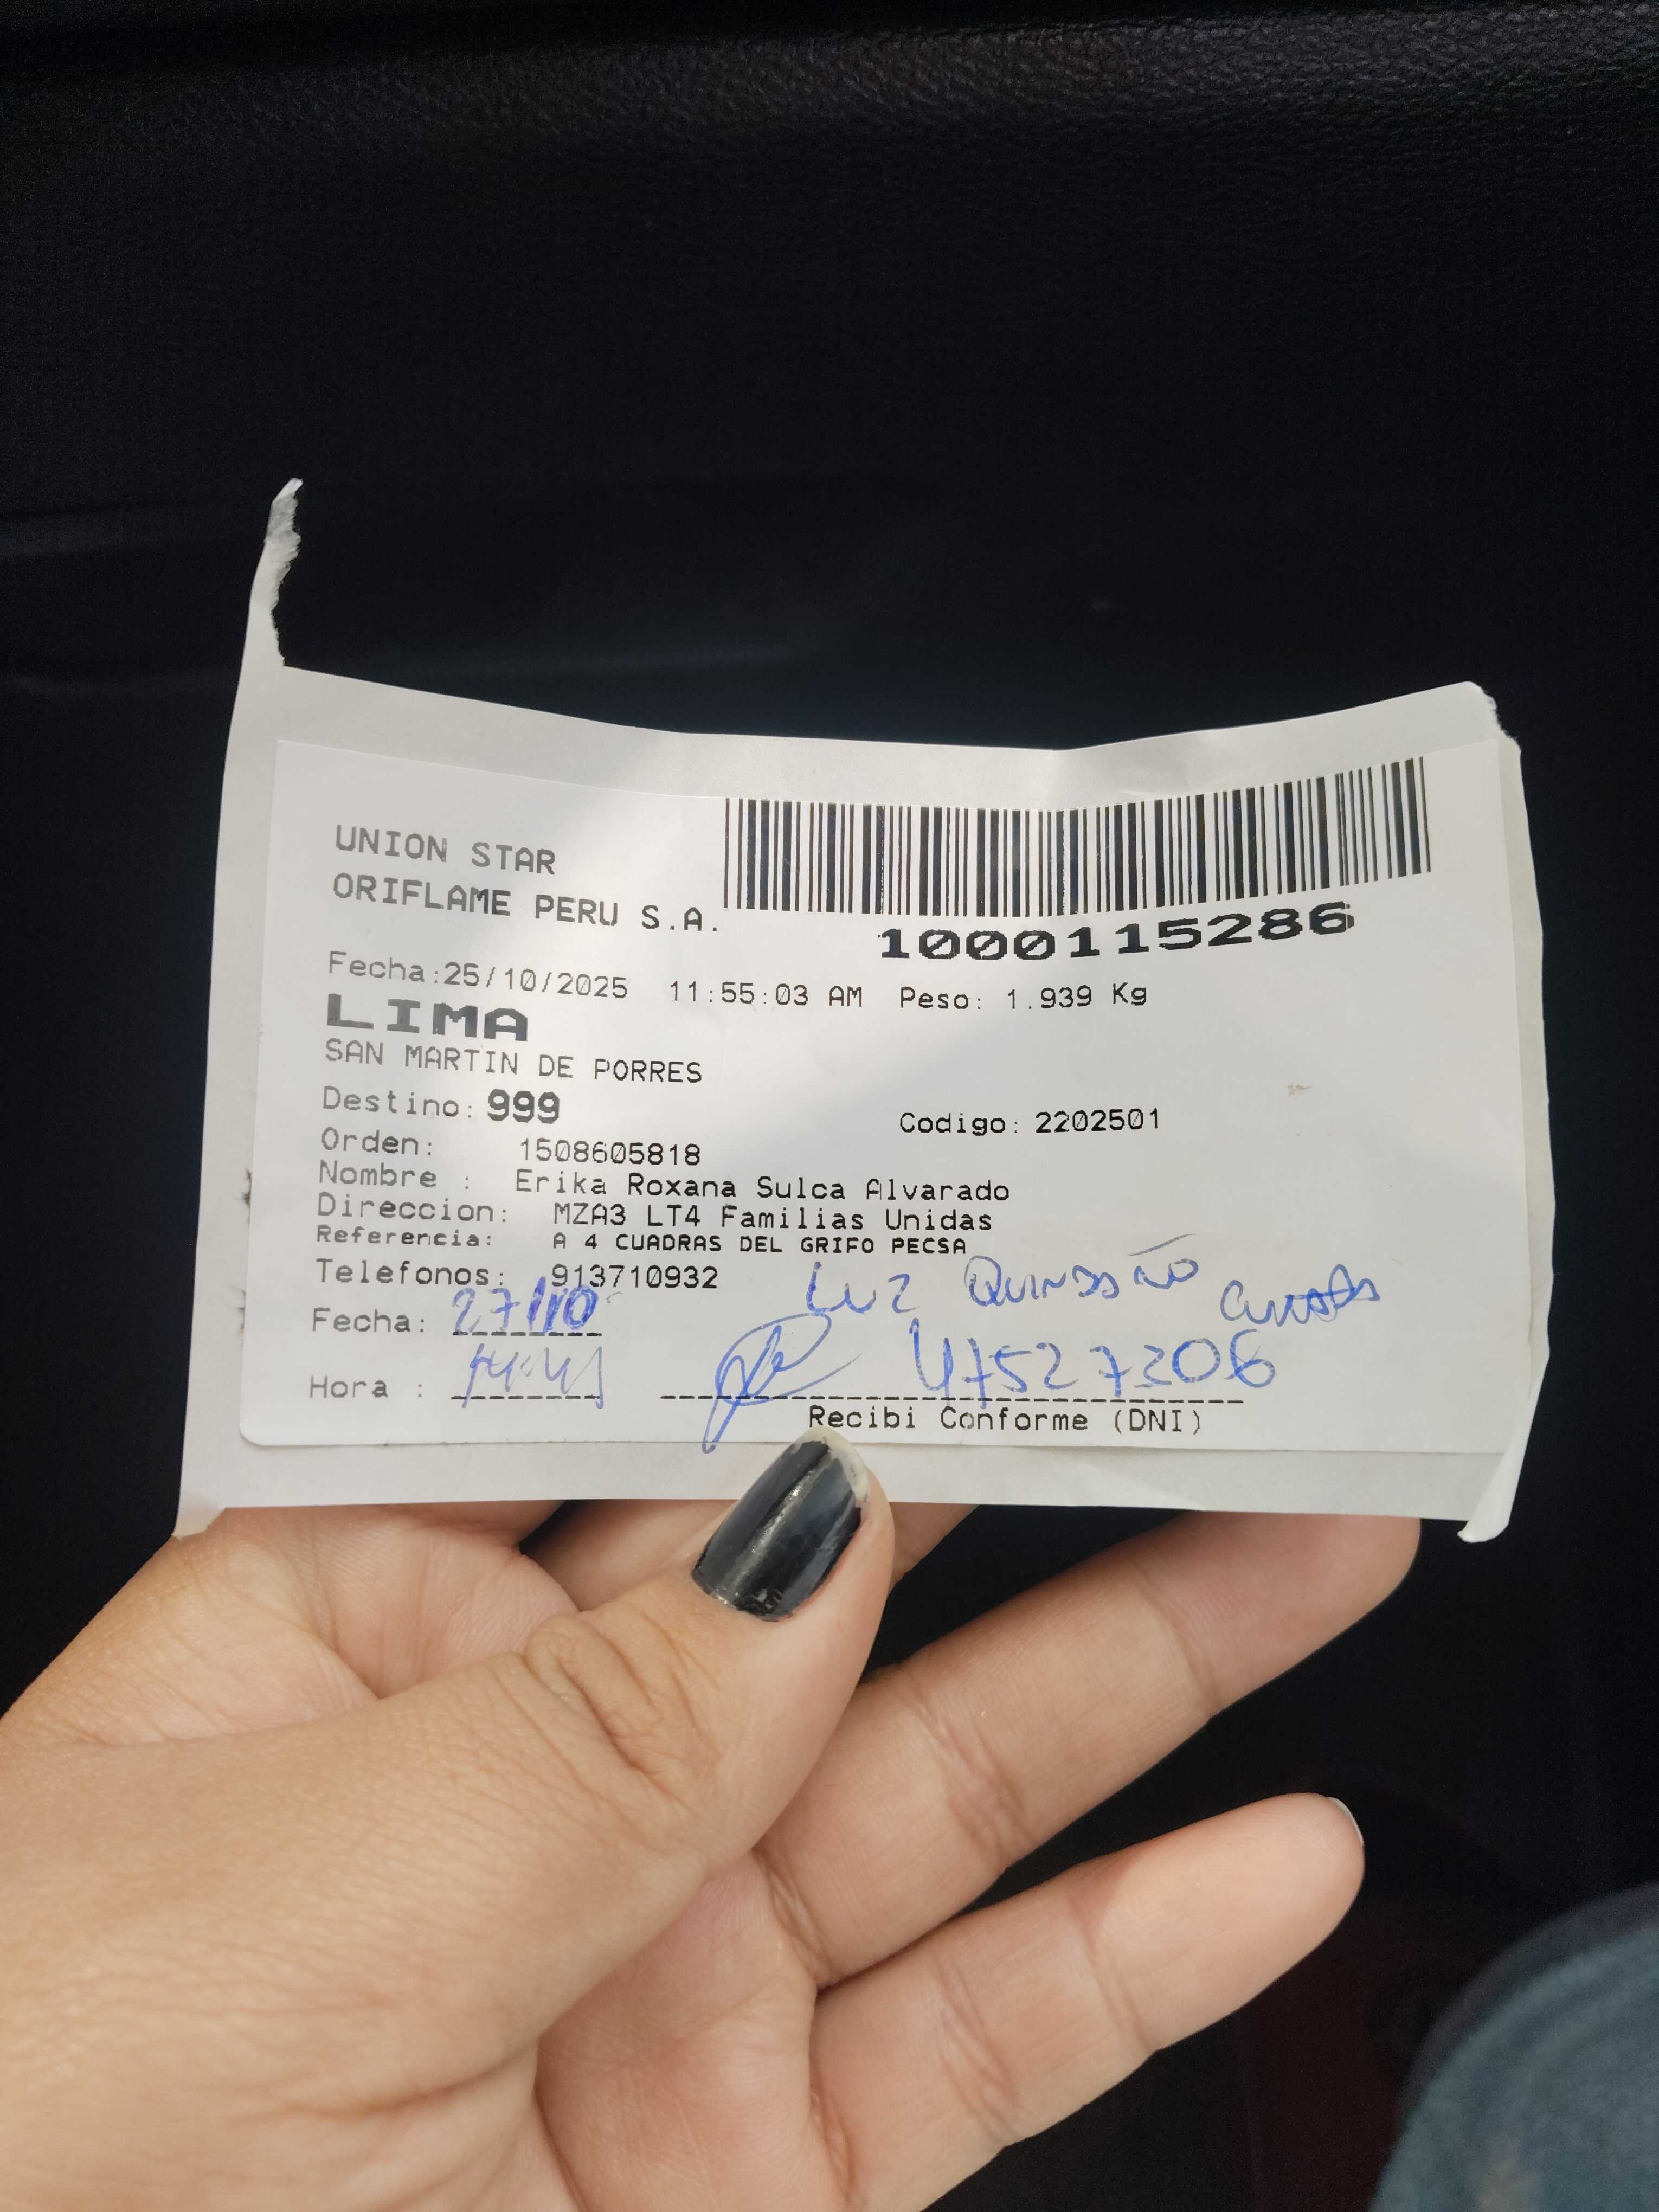 UNION STAR
ORIFLAME PERU S.A.
1000115286
Fecha:25/10/2025 11:55:03 AM Peso: 1.939 Kg
LIMA
SAN MARTIN DE PORRES
Destino: 999 Codigo: 2202501
Orden: 1508605818
Nombre : Erika Roxana Sulca Alvarado
Direccion: MZA3 LT4 Familias Unidas
Referencia: A 4 CUADRAS DEL GRIFO PECSA
Telefonos: 913710932
LUZ
Fecha: 27/10
47527206
Hora :
Recibi Conforme (DNI)